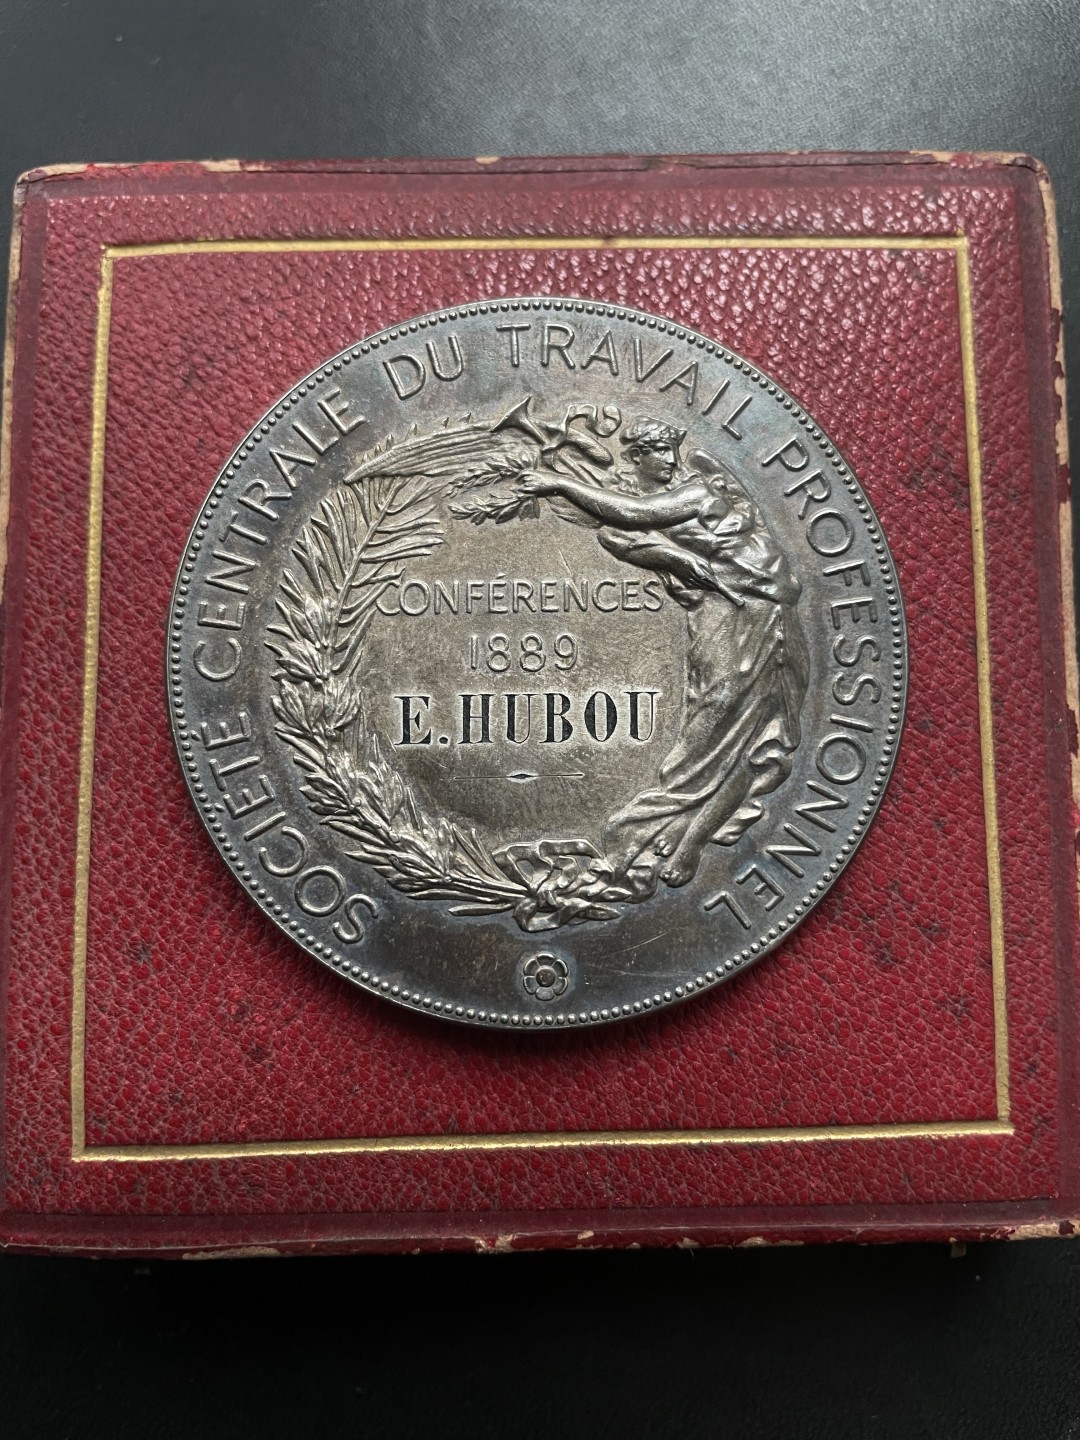 SOCIÉTÉ CENTRALE DU TRAVAIL PROFESSIONNEL
CONFÉRENCES
1889
E. HUBOU